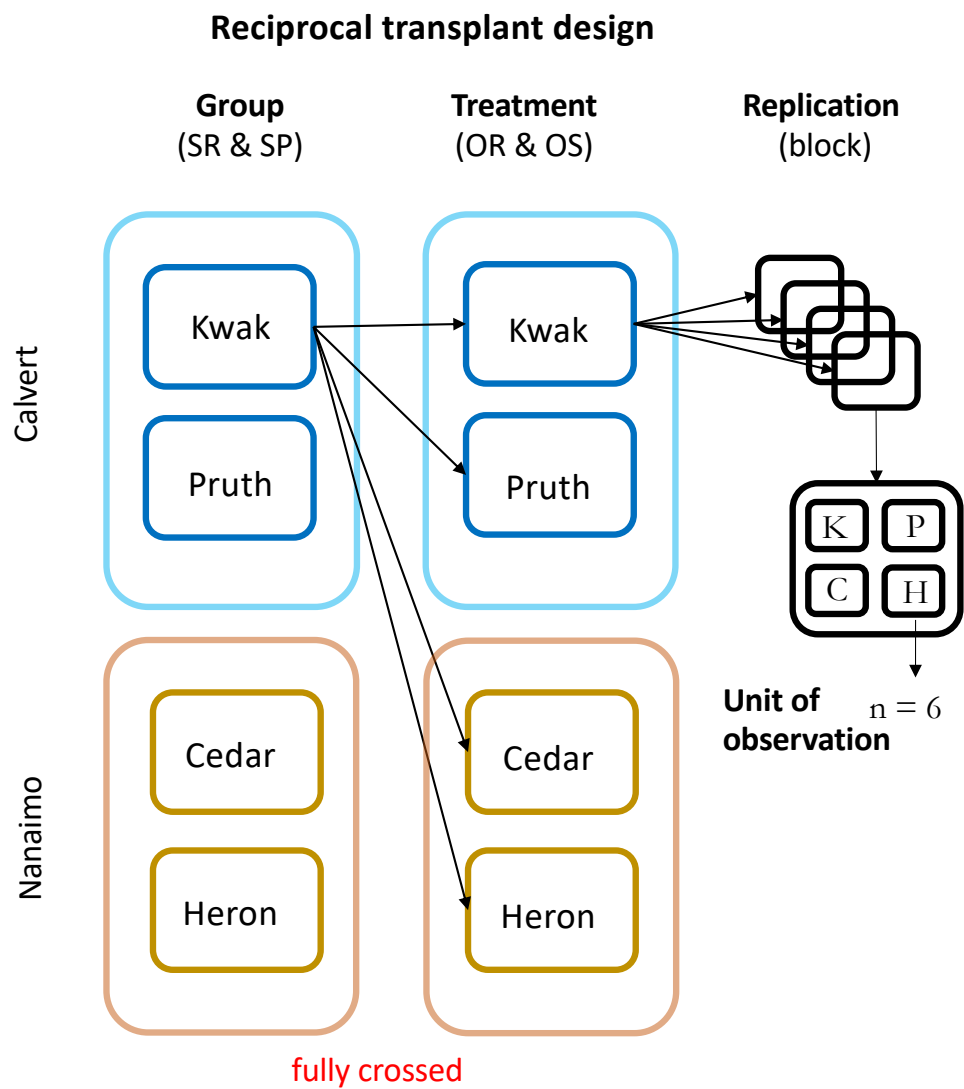 Reciprocal transplant design
Group
(SR & SP)
Treatment
(OR & OS)
Replication
(block)
Calvert
Kwak
Pruth
Kwak
Pruth
K
P
C
H
Unit of
observation
n = 6
Nanaimo
Cedar
Heron
Cedar
Heron
fully crossed